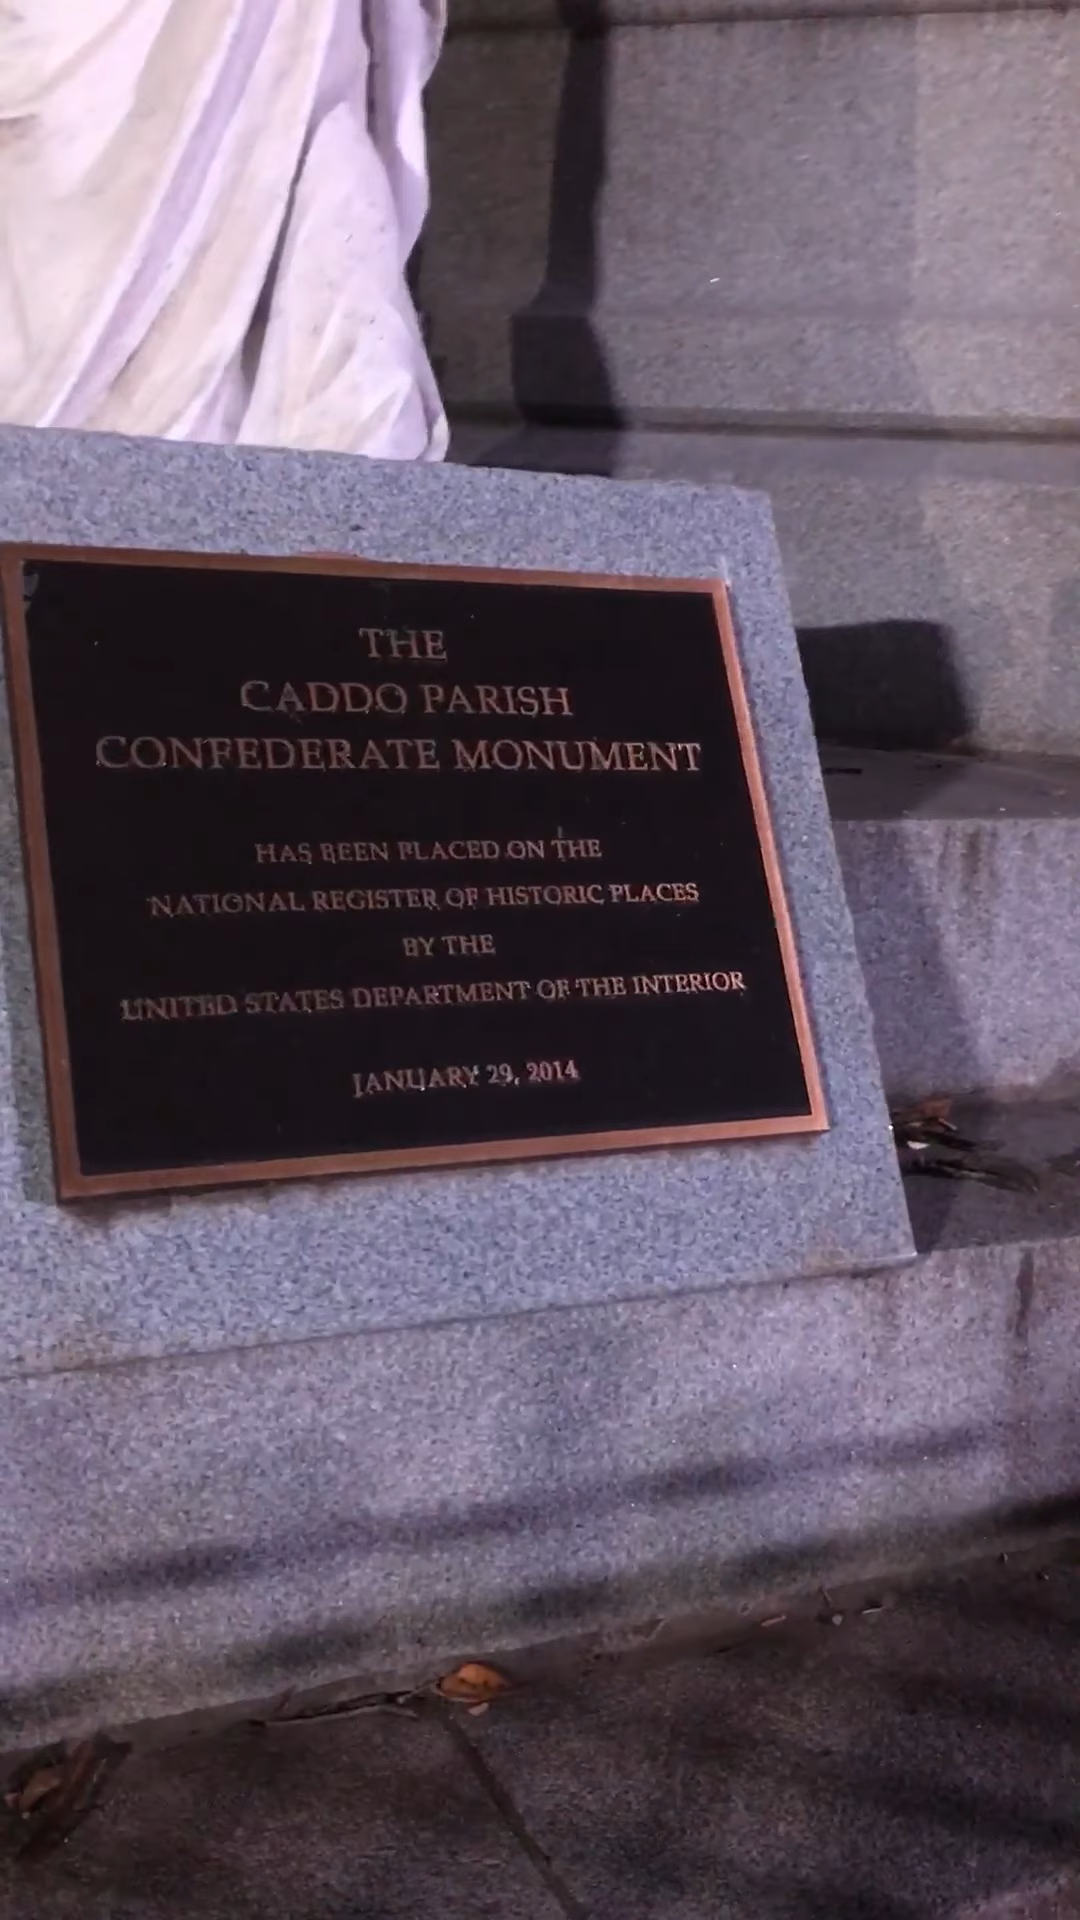 THE
CADDO PARISH
CONFEDERATE MONUMENT
HAS BEEN PLACED ON THE
NATIONAL REGISTER OF HISTORIC PLACES
BY THE
UNITED STATES DEPARTMENT OF THE INTERIOR
JANUARY 29, 2014